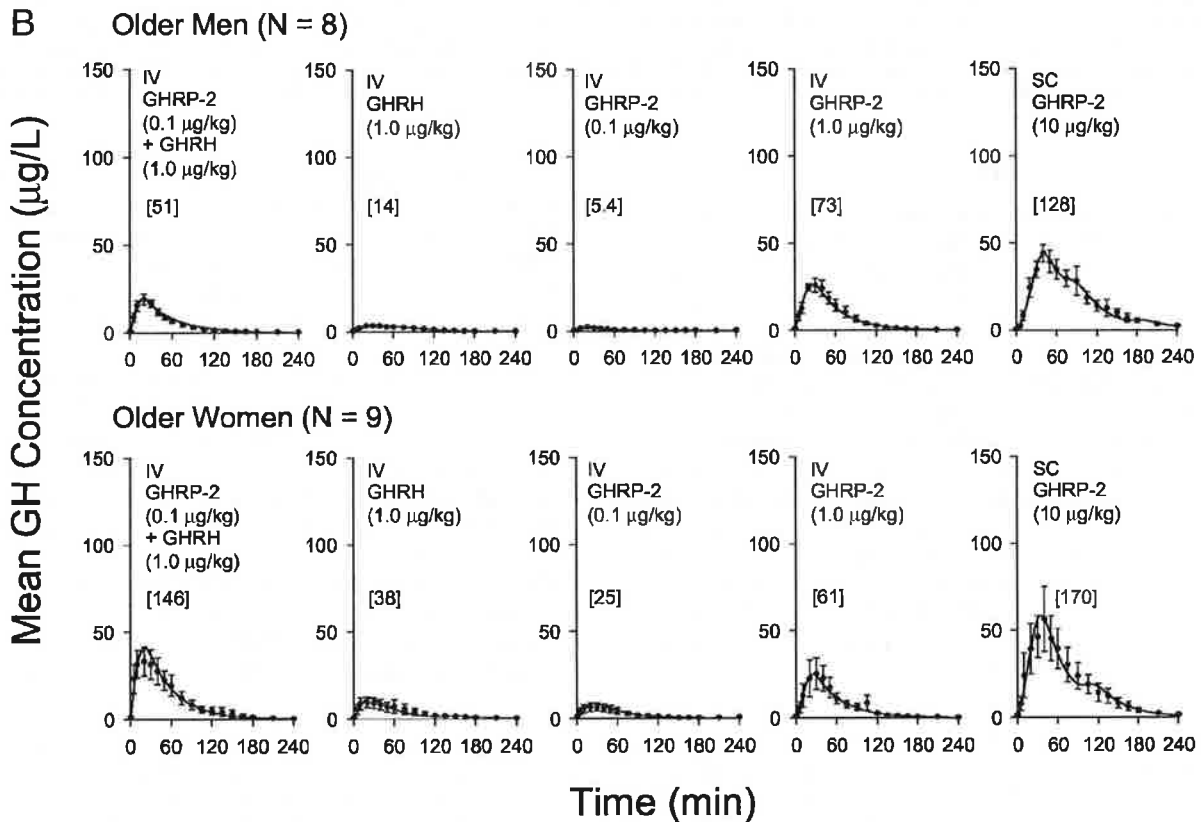 B
Older Men (N = 8)
Mean GH Concentration (µg/L)
150
100
50
0
IV
GHRP-2
(0.1 µg/kg)
+ GHRH
(1.0 µg/kg)
[51]
0 60 120 180 240
150
100
50
0
IV
GHRH
(1.0 µg/kg)
[14]
0 60 120 180 240
150
100
50
0
IV
GHRP-2
(0.1 µg/kg)
[5.4]
0 60 120 180 240
150
100
50
0
IV
GHRP-2
(1.0 µg/kg)
[73]
0 60 120 180 240
150
100
50
0
SC
GHRP-2
(10 µg/kg)
[128]
0 60 120 180 240
Older Women (N = 9)
150
100
50
0
IV
GHRP-2
(0.1 µg/kg)
+ GHRH
(1.0 µg/kg)
[146]
0 60 120 180 240
150
100
50
0
IV
GHRH
(1.0 µg/kg)
[38]
0 60 120 180 240
150
100
50
0
IV
GHRP-2
(0.1 µg/kg)
[25]
0 60 120 180 240
150
100
50
0
IV
GHRP-2
(1.0 µg/kg)
[61]
0 60 120 180 240
150
100
50
0
SC
GHRP-2
(10 µg/kg)
[170]
0 60 120 180 240
Time (min)